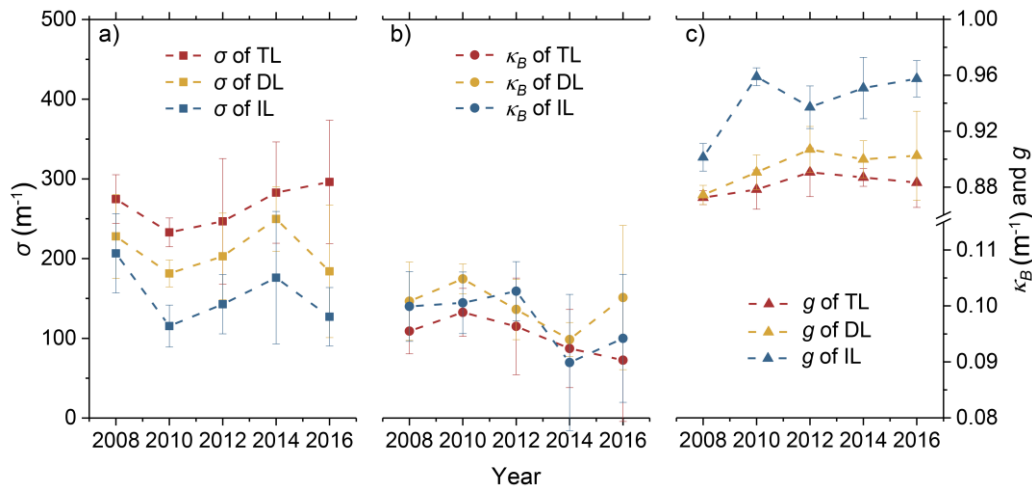 500
400
300
200
100
0
σ (m⁻¹)
a)
σ of TL
σ of DL
σ of IL
2008 2010 2012 2014 2016
b)
κB of TL
κB of DL
κB of IL
2008 2010 2012 2014 2016
c)
g of TL
g of DL
g of IL
2008 2010 2012 2014 2016
1.00
0.96
0.92
0.88
0.11
0.10
0.09
0.08
κB (m⁻¹) and g
Year